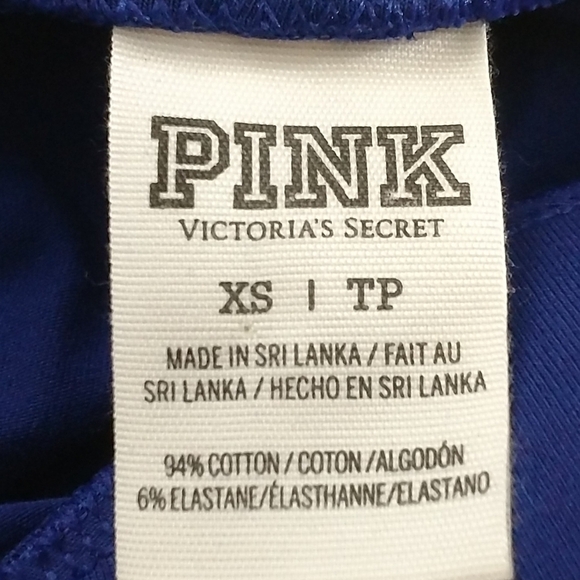 PINK
VICTORIA'S SECRET
XS | TP
MADE IN SRI LANKA / FAIT AU
SRI LANKA / HECHO EN SRI LANKA
94% COTTON / COTON / ALGODÓN
6% ELASTANE/ÉLASTHANNE/ELASTANO